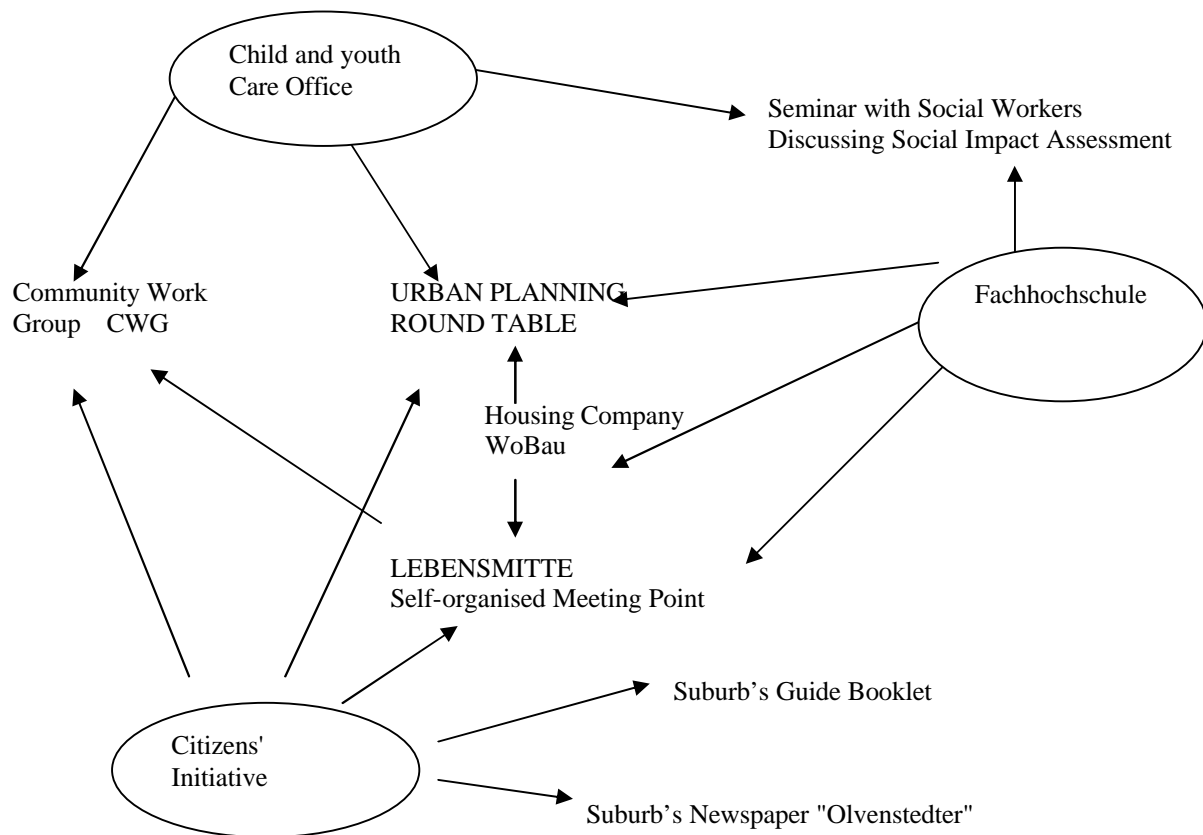 Child and youth
Care Office
Seminar with Social Workers
Discussing Social Impact Assessment
Community Work
Group CWG
URBAN PLANNING
ROUND TABLE
Fachhochschule
Housing Company
WoBau
LEBENSMITTE
Self-organised Meeting Point
Suburb’s Guide Booklet
Citizens'
Initiative
Suburb’s Newspaper "Olvenstedter"